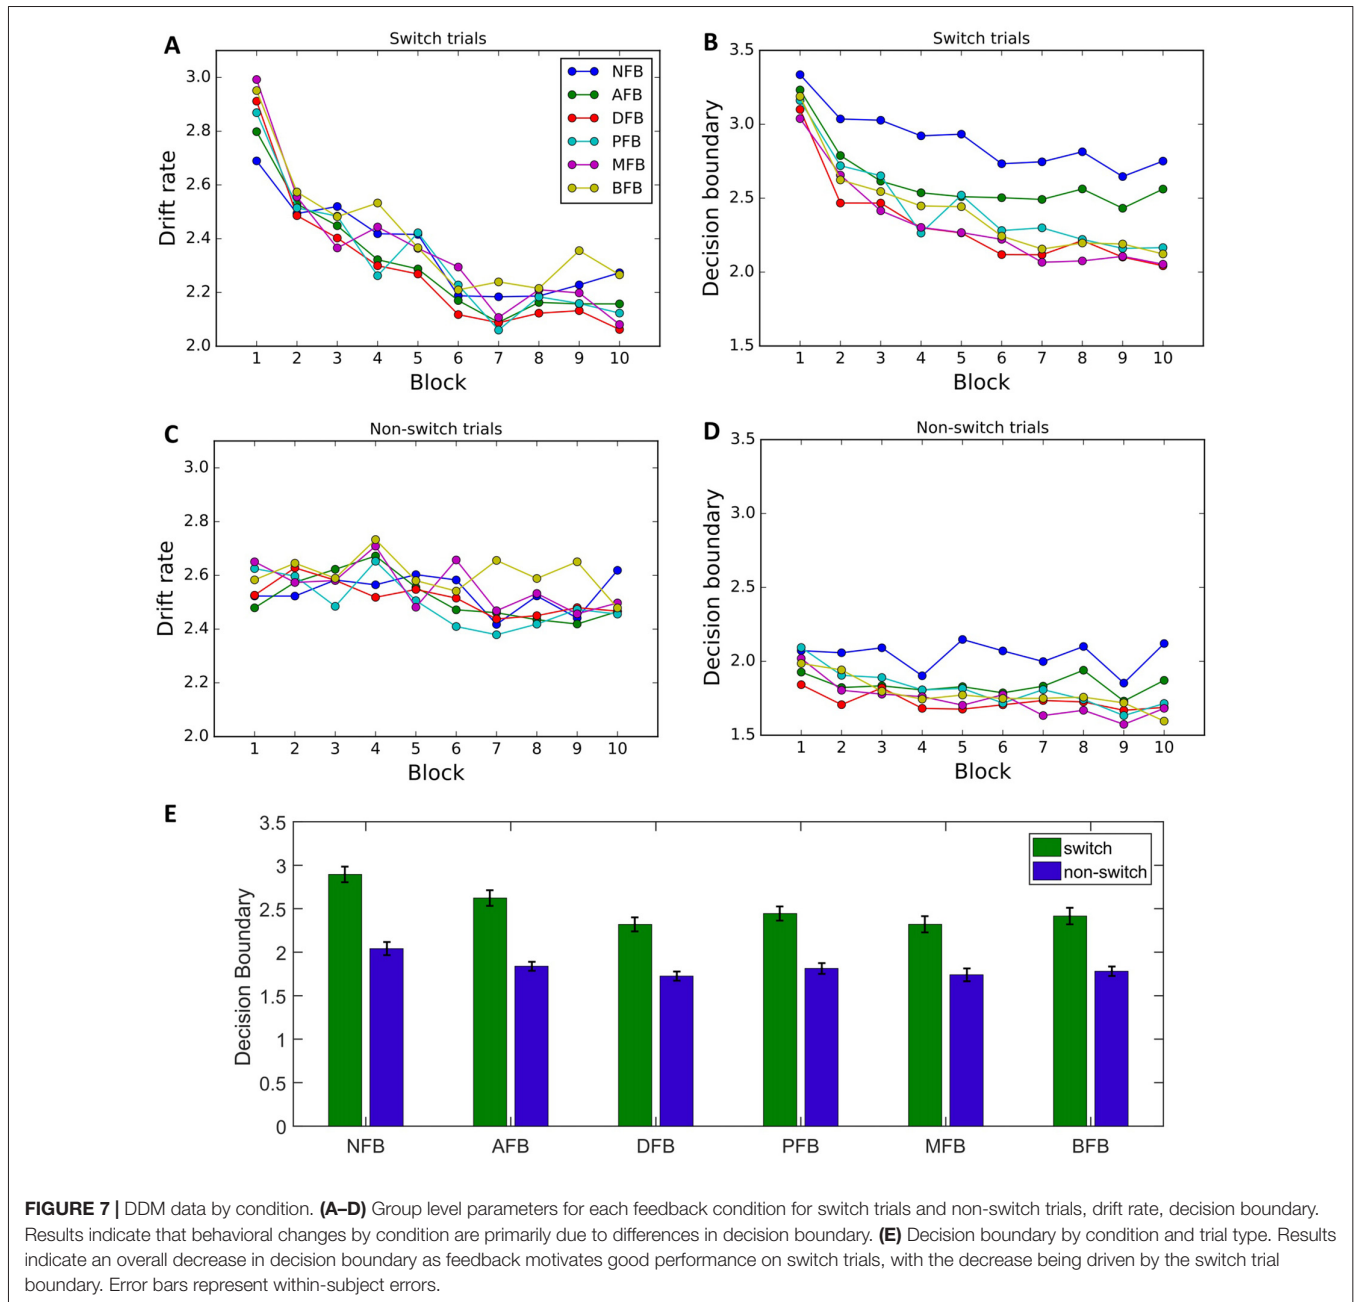 A
Switch trials
Drift rate
3.0
2.8
2.6
2.4
2.2
2.0
1 2 3 4 5 6 7 8 9 10
Block
NFB
AFB
DFB
PFB
MFB
BFB
B
Switch trials
Decision boundary
3.5
3.0
2.5
2.0
1.5
1 2 3 4 5 6 7 8 9 10
Block
C
Non-switch trials
Drift rate
3.0
2.8
2.6
2.4
2.2
2.0
1 2 3 4 5 6 7 8 9 10
Block
D
Non-switch trials
Decision boundary
3.5
3.0
2.5
2.0
1.5
1 2 3 4 5 6 7 8 9 10
Block
E
Decision Boundary
3.5
3
2.5
2
1.5
1
0.5
0
switch
non-switch
NFB AFB DFB PFB MFB BFB
FIGURE 7 | DDM data by condition. (A–D) Group level parameters for each feedback condition for switch trials and non-switch trials, drift rate, decision boundary.
Results indicate that behavioral changes by condition are primarily due to differences in decision boundary. (E) Decision boundary by condition and trial type. Results
indicate an overall decrease in decision boundary as feedback motivates good performance on switch trials, with the decrease being driven by the switch trial
boundary. Error bars represent within-subject errors.